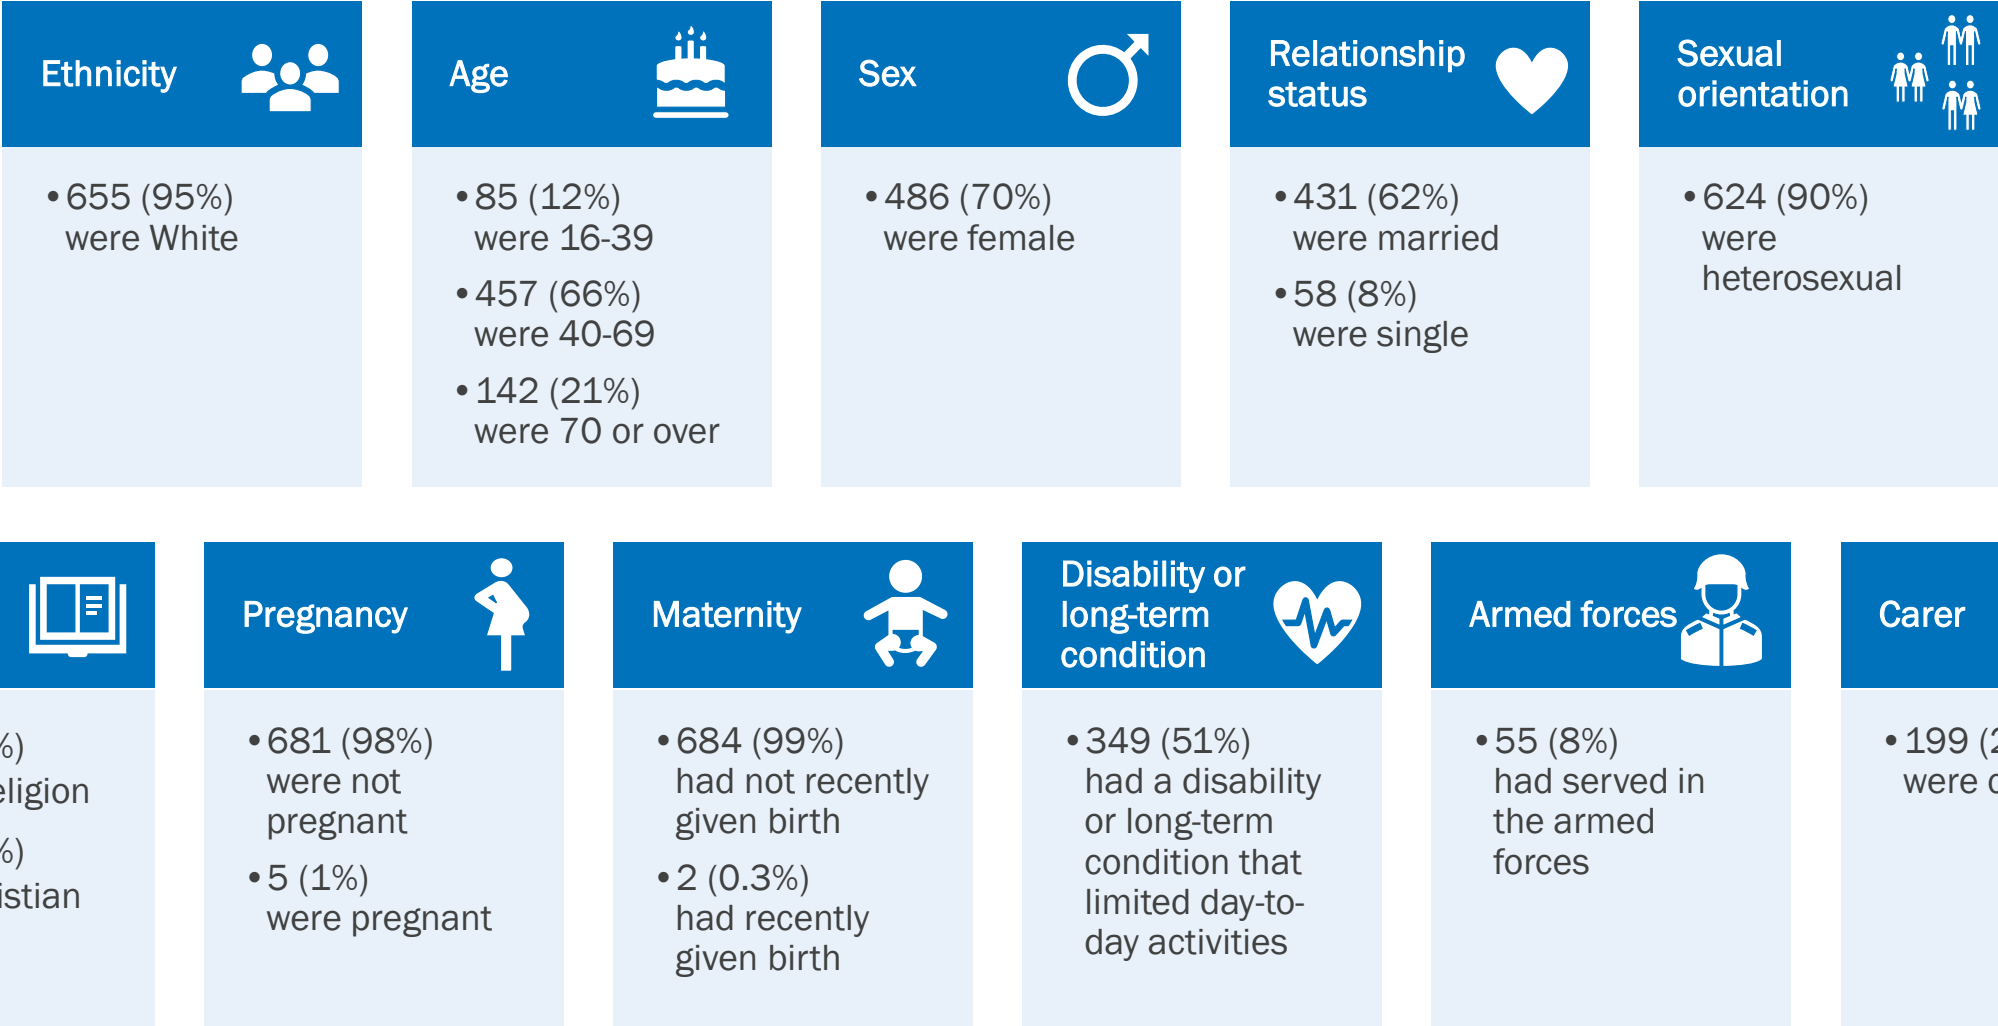 Ethnicity
• 655 (95%)
were White
Age
• 85 (12%)
were 16-39
• 457 (66%)
were 40-69
• 142 (21%)
were 70 or over
Sex
• 486 (70%)
were female
Relationship
status
• 431 (62%)
were married
• 58 (8%)
were single
Sexual
orientation
• 624 (90%)
were
heterosexual
%)
%)
Pregnancy
• 681 (98%)
were not
pregnant
• 5 (1%)
were pregnant
Maternity
• 684 (99%)
had not recently
given birth
• 2 (0.3%)
had recently
given birth
Disability or
long-term
condition
• 349 (51%)
had a disability
or long-term
condition that
limited day-to-
day activities
Armed forces
• 55 (8%)
had served in
the armed
forces
Carer
• 199
were